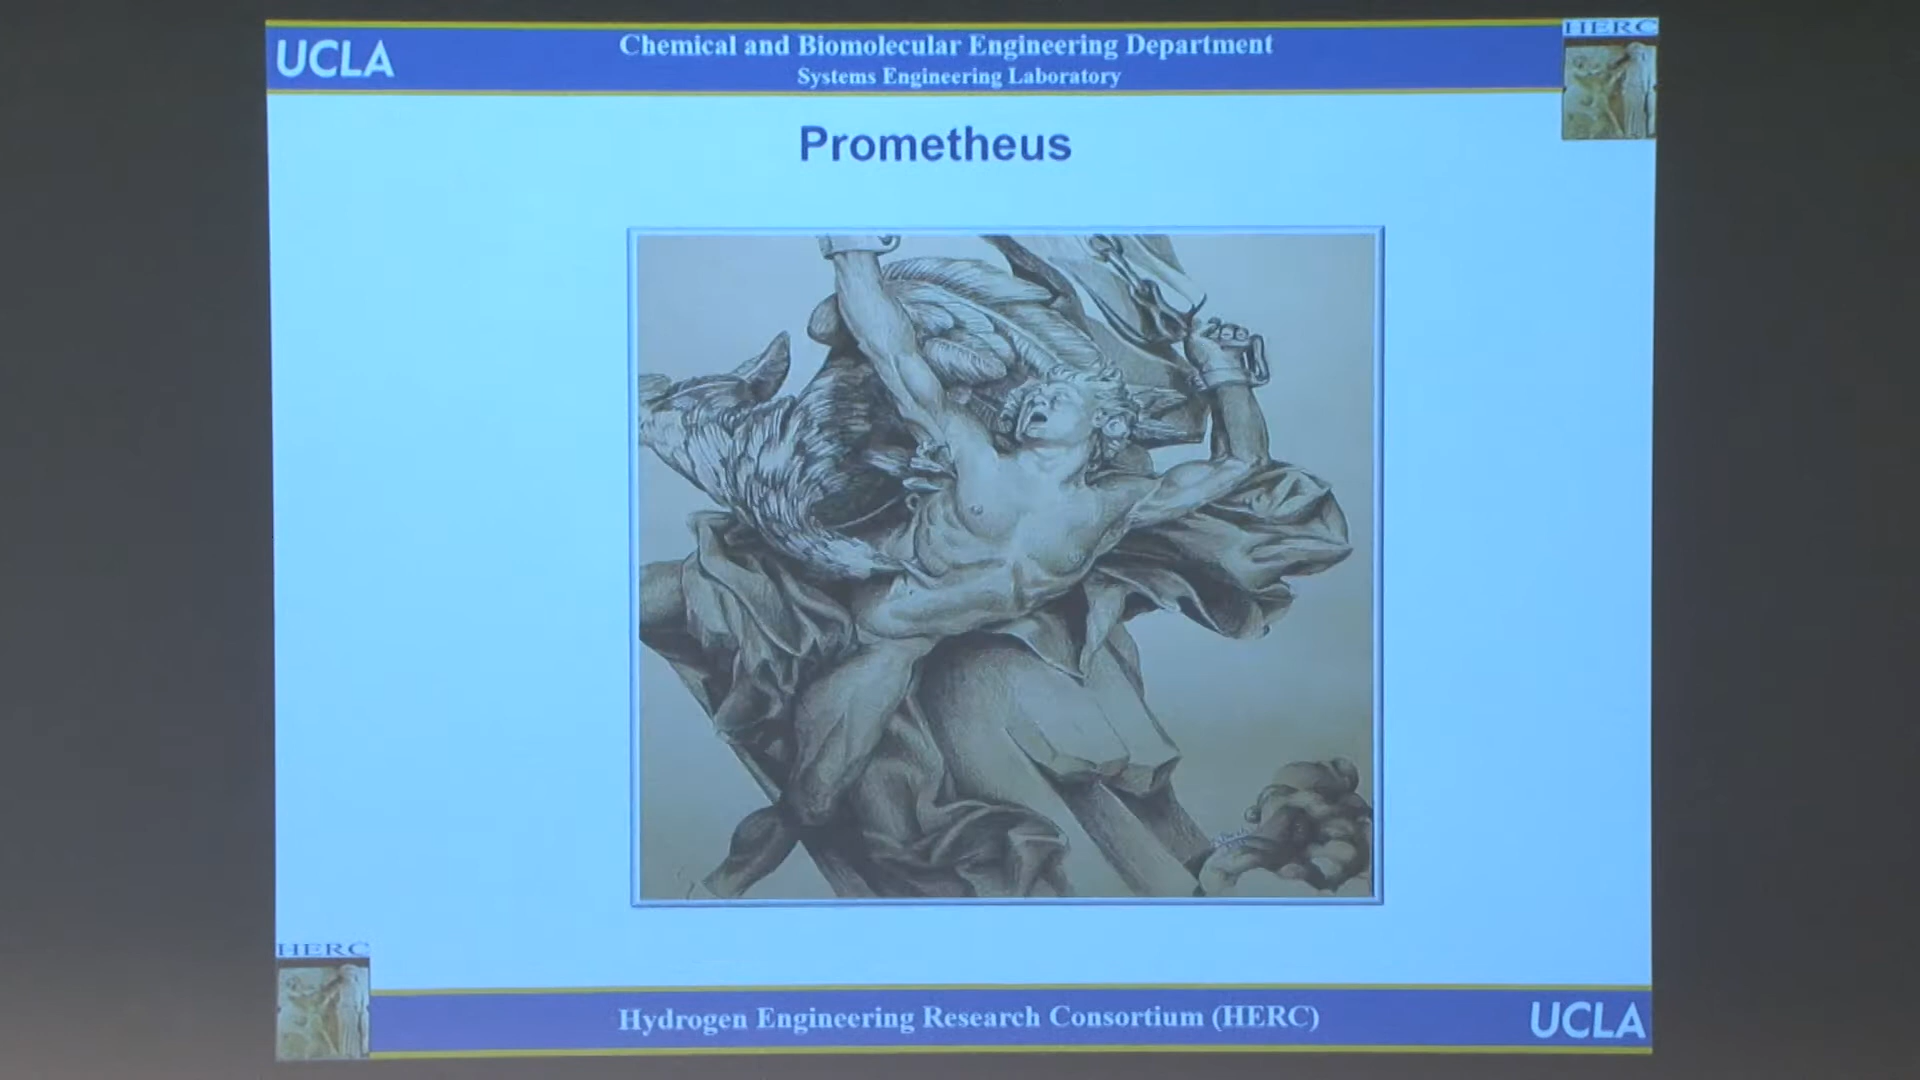 UCLA
Chemical and Biomolecular Engineering Department
Systems Engineering Laboratory
HERC
Prometheus
HERC
Hydrogen Engineering Research Consortium (HERC)
UCLA